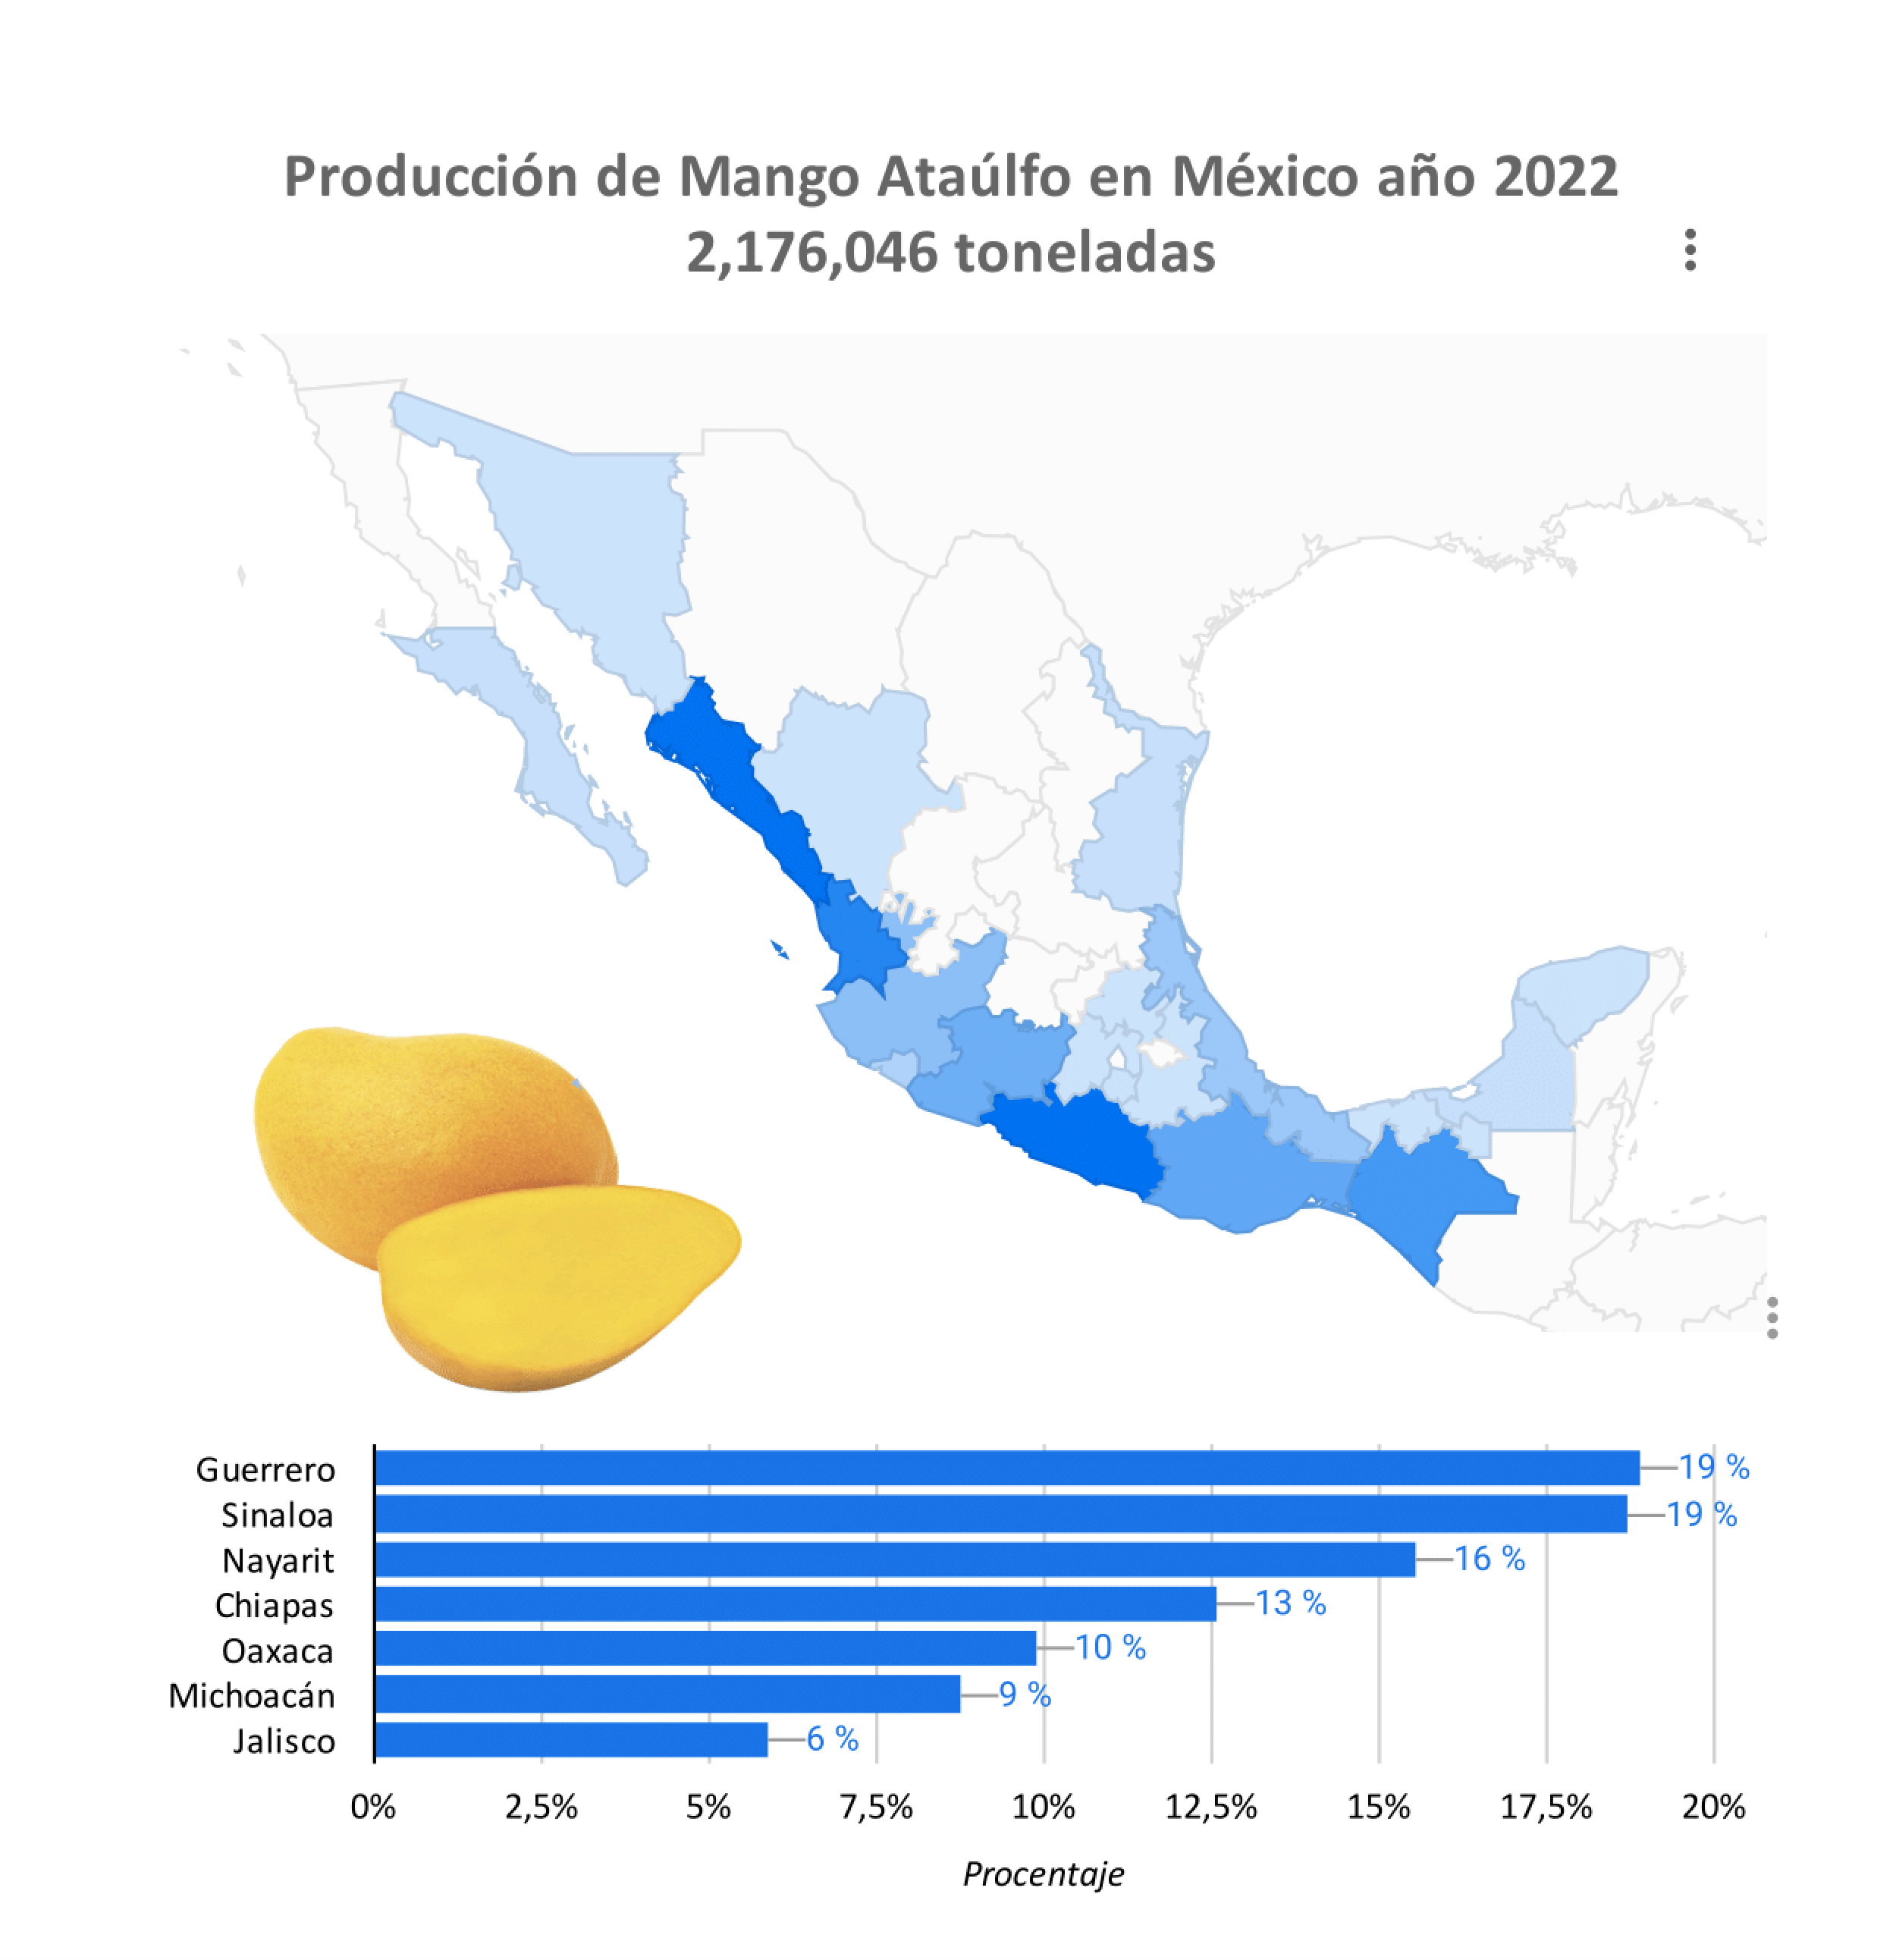 Producción de Mango Ataúlfo en México año 2022
2,176,046 toneladas
Guerrero 19 %
Sinaloa 19 %
Nayarit 16 %
Chiapas 13 %
Oaxaca 10 %
Michoacán 9 %
Jalisco 6 %
0% 2,5% 5% 7,5% 10% 12,5% 15% 17,5% 20%
Procentaje